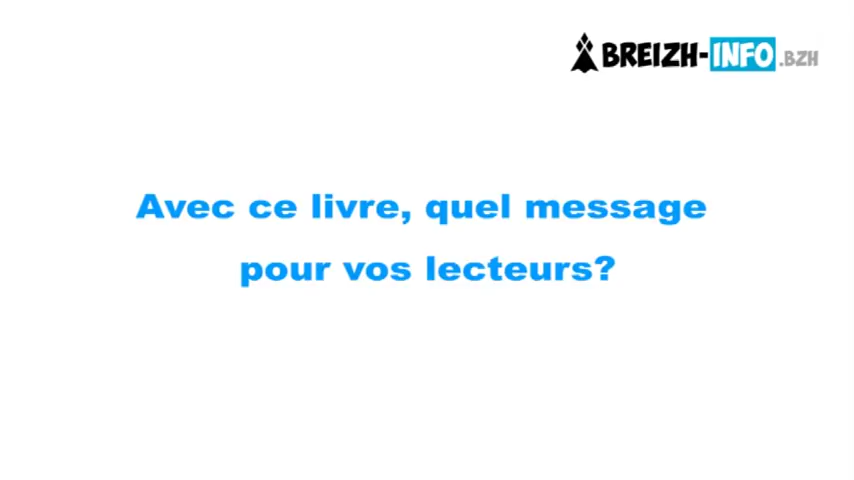 BREIZH-INFO.BZH
Avec ce livre, quel message
pour vos lecteurs?